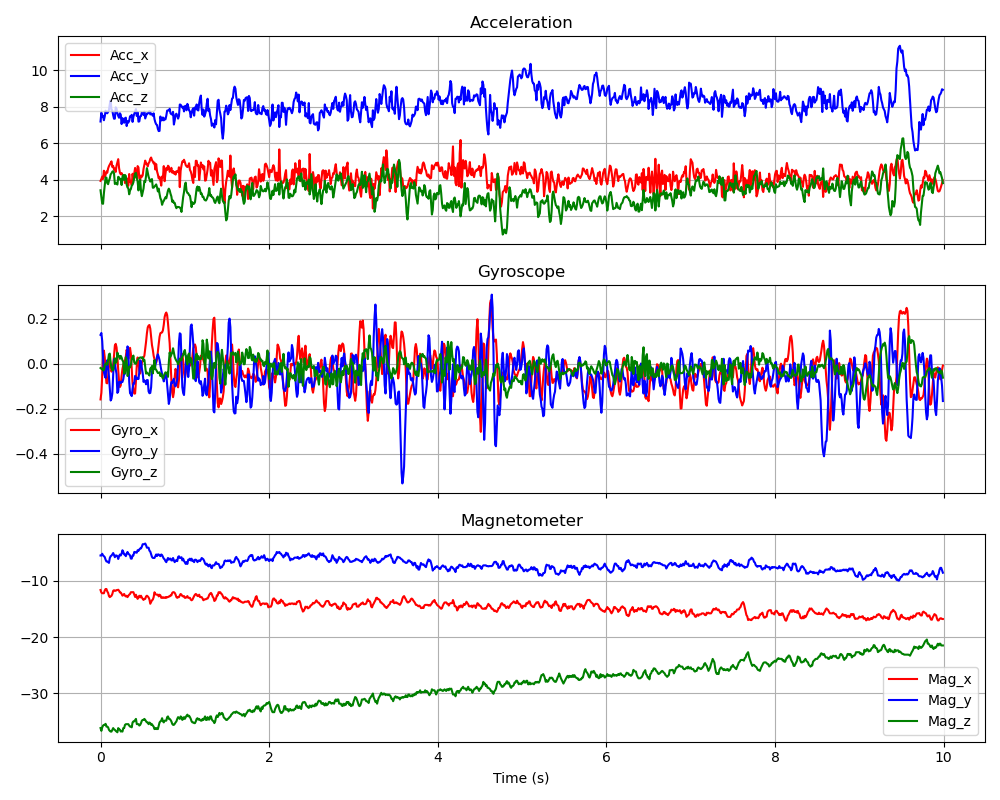 Acceleration
Acc_x
Acc_y
Acc_z
10
8
6
4
2
Gyroscope
0.2
0.0
−0.2
−0.4
Gyro_x
Gyro_y
Gyro_z
Magnetometer
−10
−20
−30
Mag_x
Mag_y
Mag_z
0 2 4 6 8 10
Time (s)